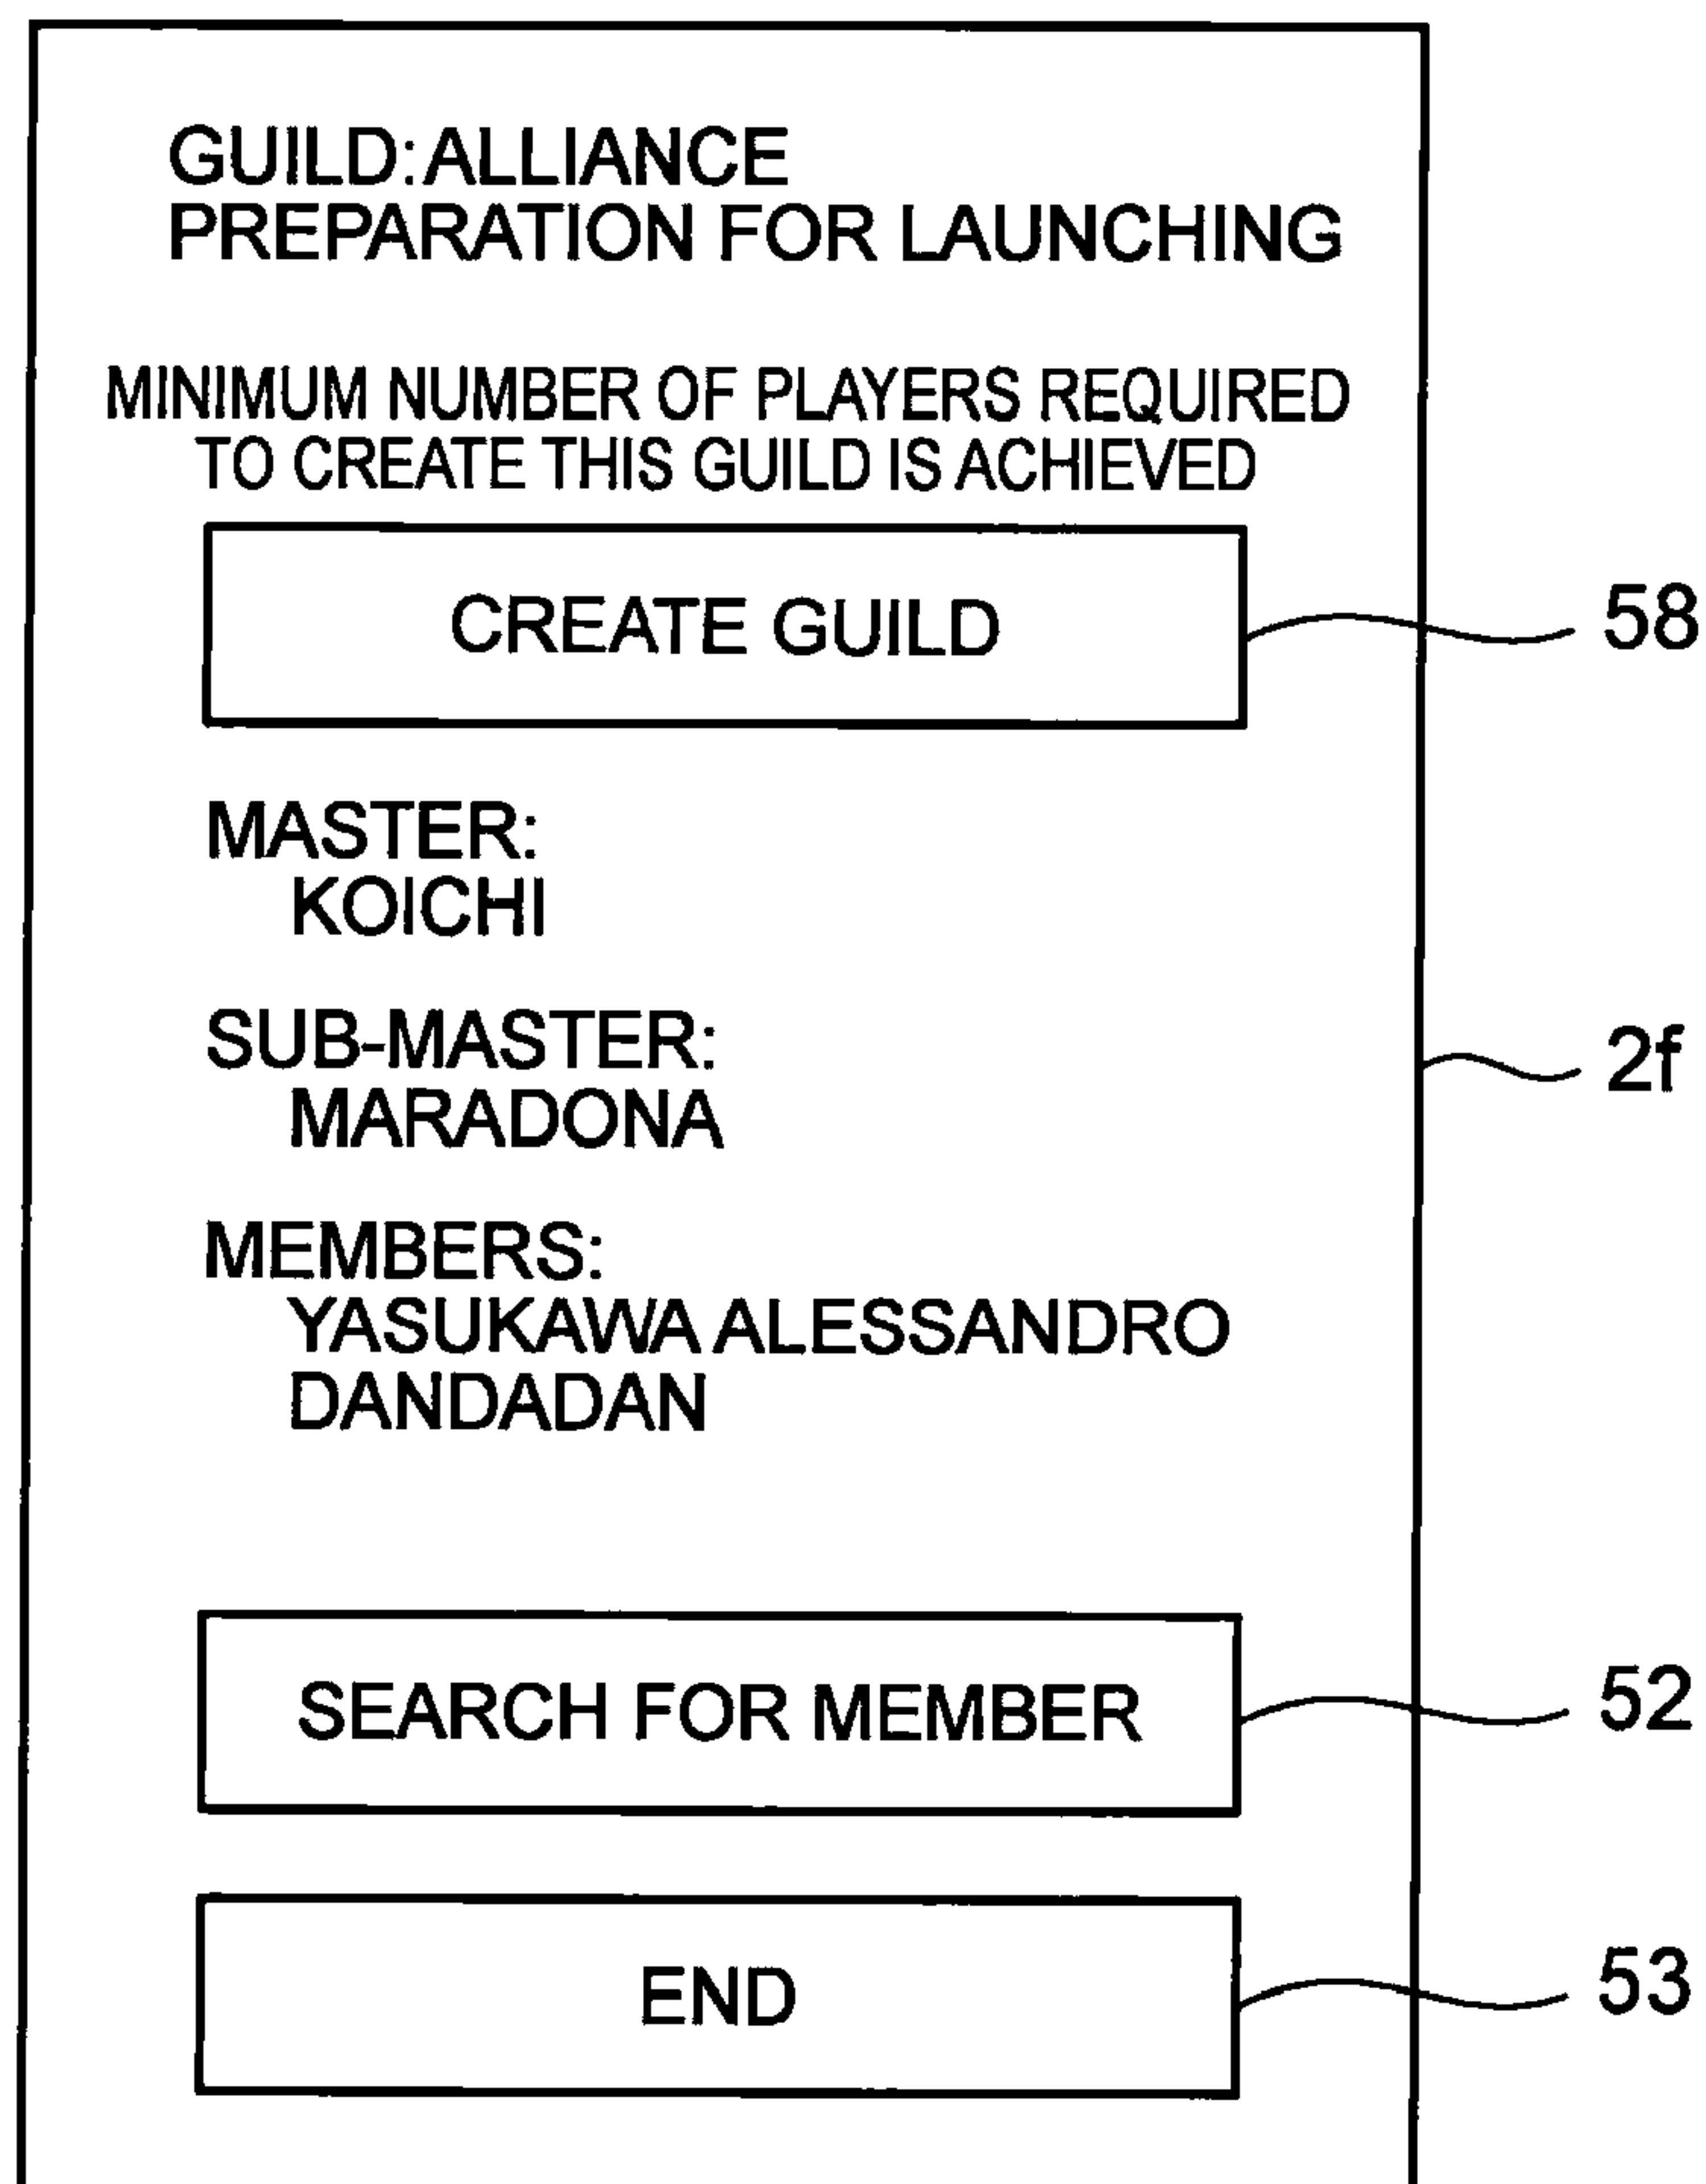 GUILD:ALLIANCE
PREPARATION FOR LAUNCHING
MINIMUM NUMBER OF PLAYERS REQUIRED
TO CREATE THIS GUILD IS ACHIEVED
CREATE GUILD
58
MASTER:
KOICHI
SUB-MASTER:
2f
MARADONA
MEMBERS:
YASUKAWA ALESSANDRO
DANDADAN
SEARCH FOR MEMBER
52
END
53